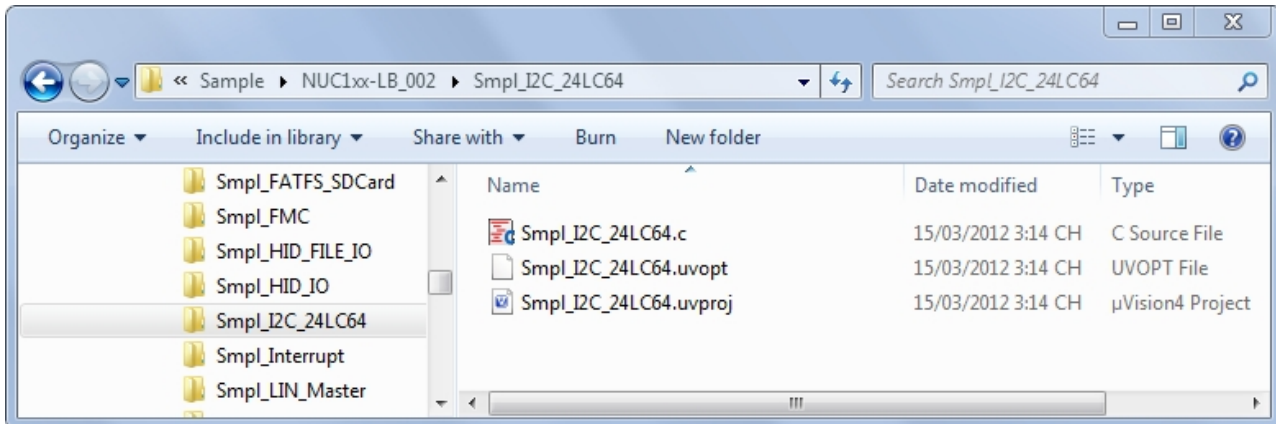 « Sample ▸ NUC1xx-LB_002 ▸ Smpl_I2C_24LC64 Search Smpl_I2C_24LC64
Organize Include in library Share with Burn New folder
Smpl_FATFS_SDCard
Smpl_FMC
Smpl_HID_FILE_IO
Smpl_HID_IO
Smpl_I2C_24LC64
Smpl_Interrupt
Smpl_LIN_Master
Name Date modified Type
Smpl_I2C_24LC64.c 15/03/2012 3:14 CH C Source File
Smpl_I2C_24LC64.uvopt 15/03/2012 3:14 CH UVOPT File
Smpl_I2C_24LC64.uvproj 15/03/2012 3:14 CH µVision4 Project